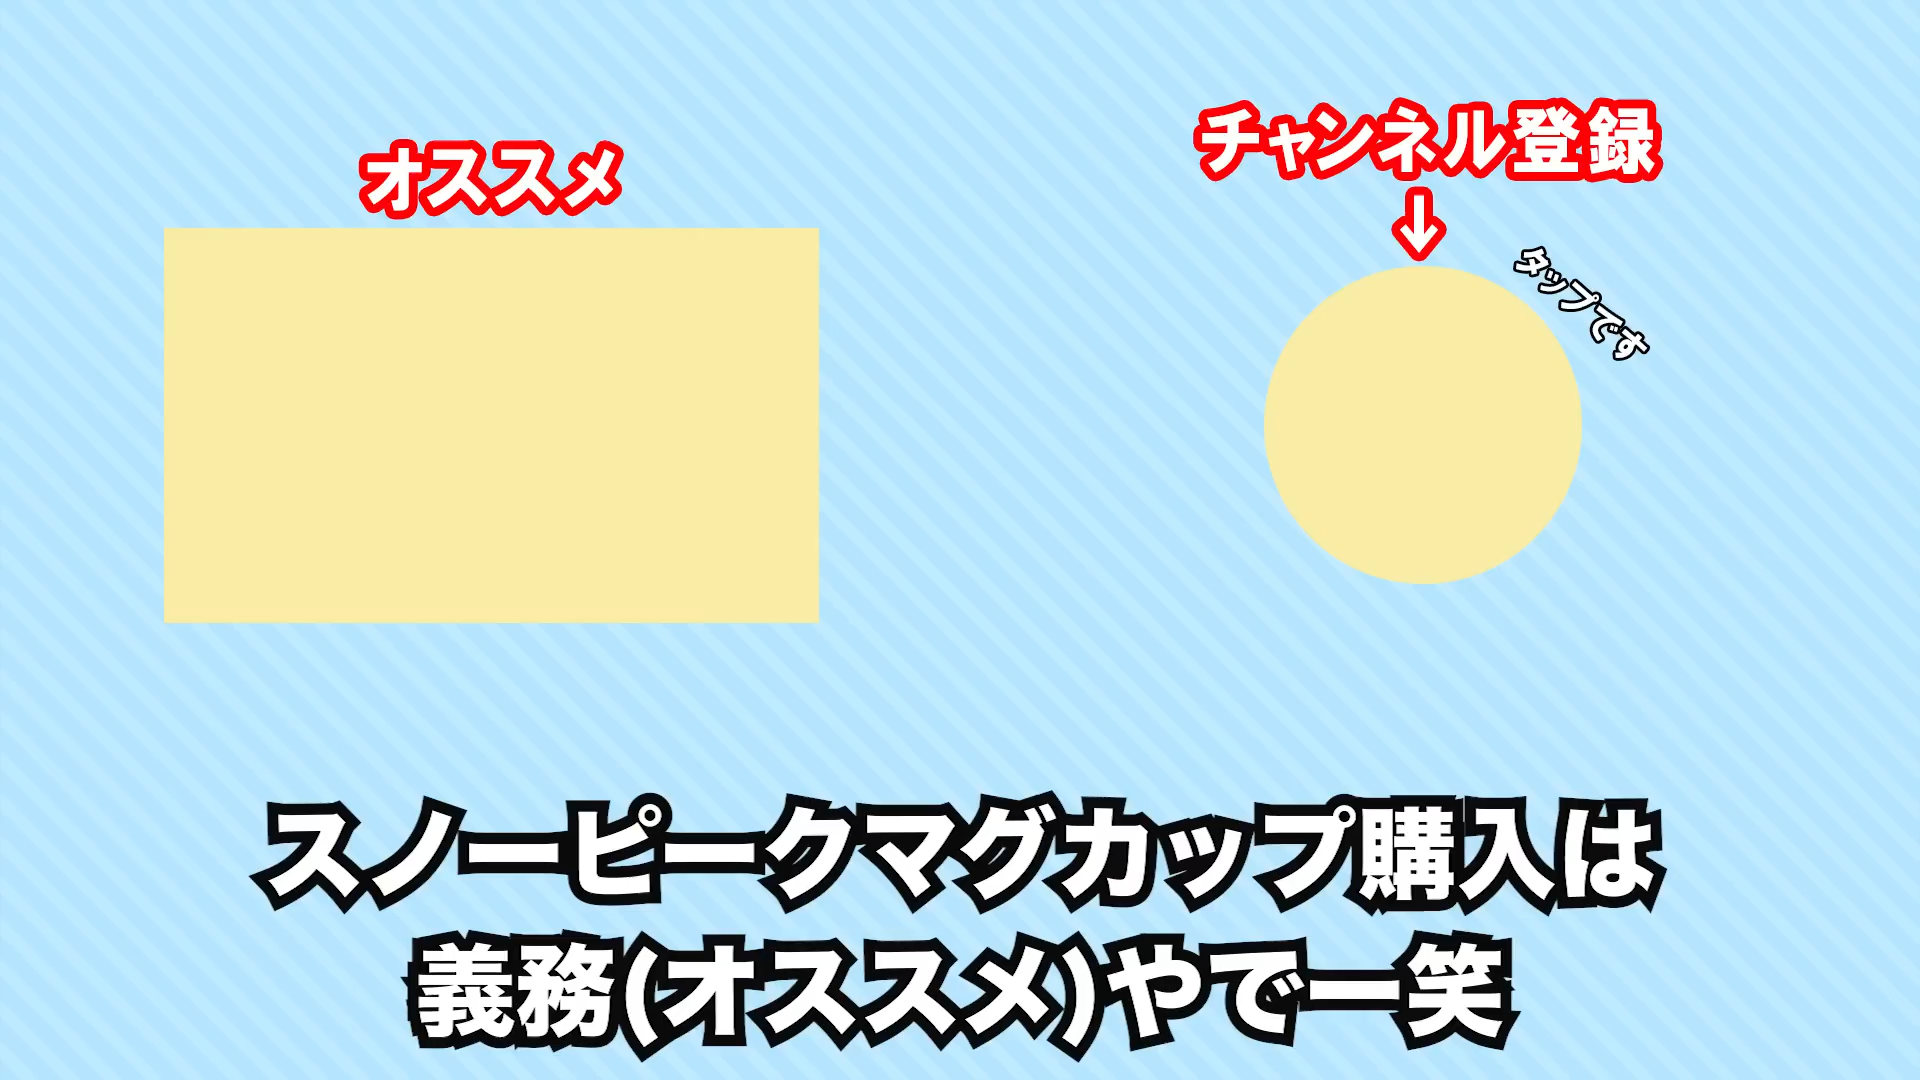 オススメ
チャンネル登録
↓
タップです
スノーピークマグカップ購入は
義務(オススメ)やでー笑